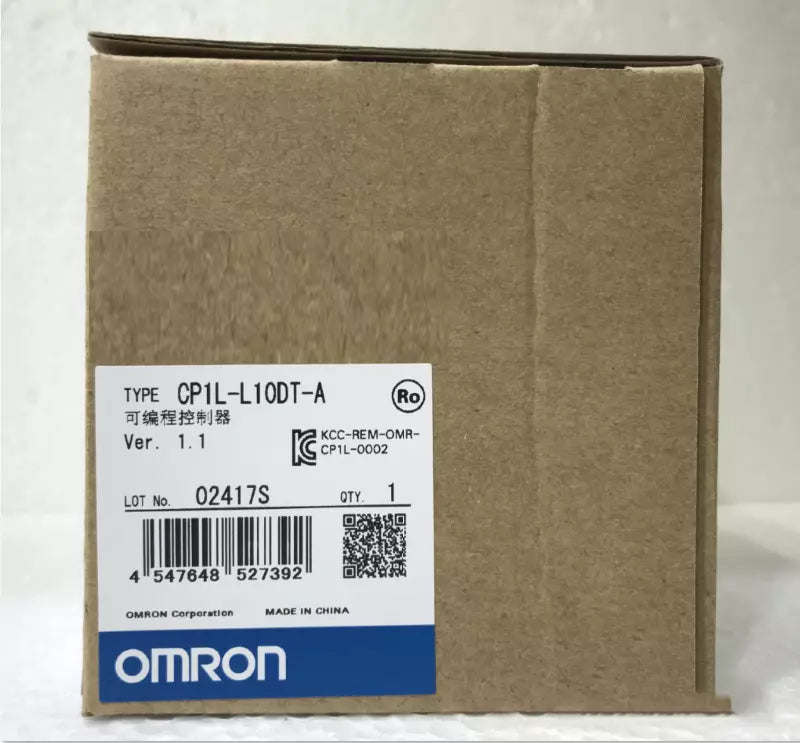 TYPE CP1L-L10DT-A
Ro
可编程控制器
Ver. 1.1
KCC-REM-OMR-
CP1L-0002
LOT No. 02417S QTY. 1
4 547648 527392
OMRON Corporation MADE IN CHINA
OMRON